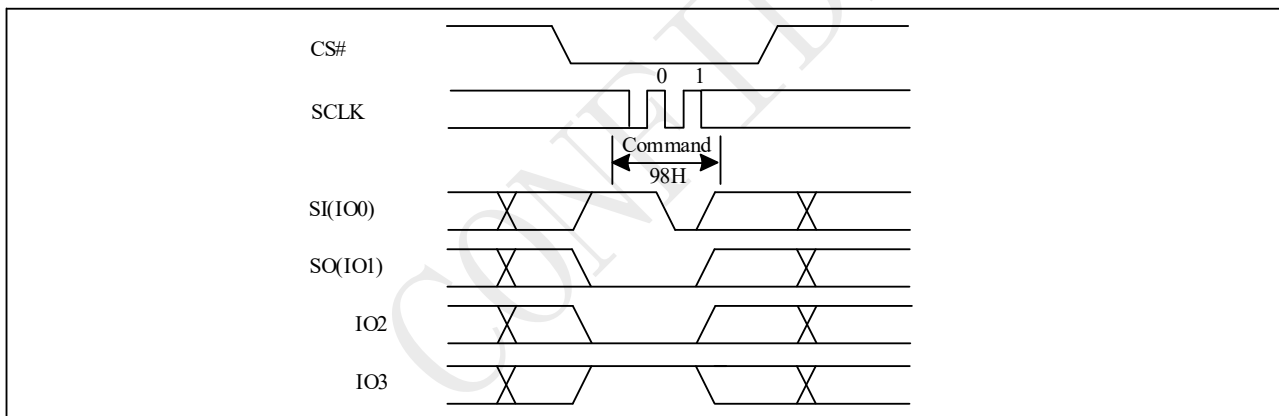 CS#
0 1
SCLK
Command
98H
SI(IO0)
SO(IO1)
IO2
IO3